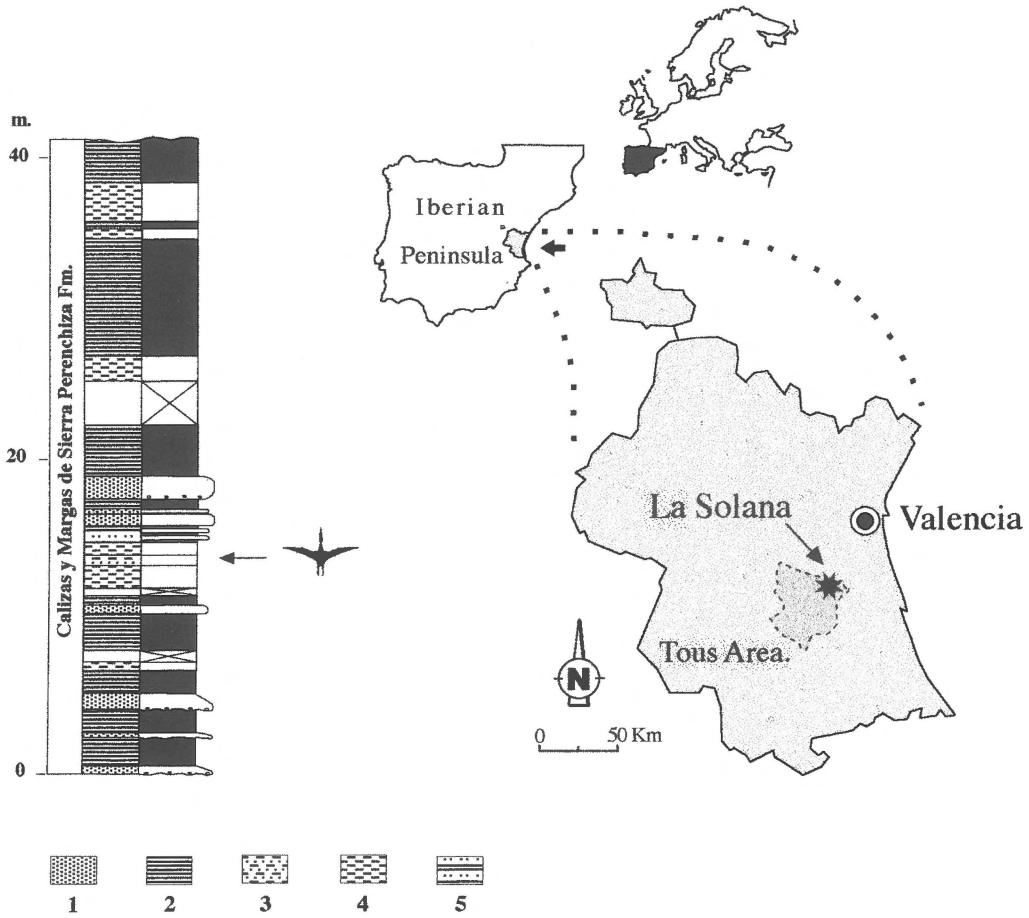 m.
40
20
0
Calizas y Margas de Sierra Perenchiza Fm.
Iberian
Peninsula
La Solana
Valencia
Tous Area.
N
0 50 Km
1 2 3 4 5